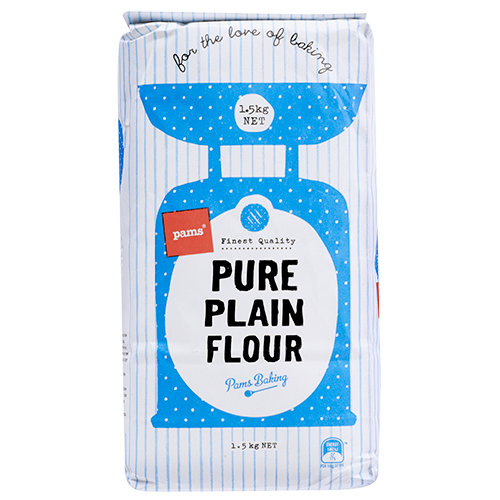 for the love of baking
1.5kg
NET
pams
Finest Quality
PURE
PLAIN
FLOUR
Pams Baking
1.5kg NET